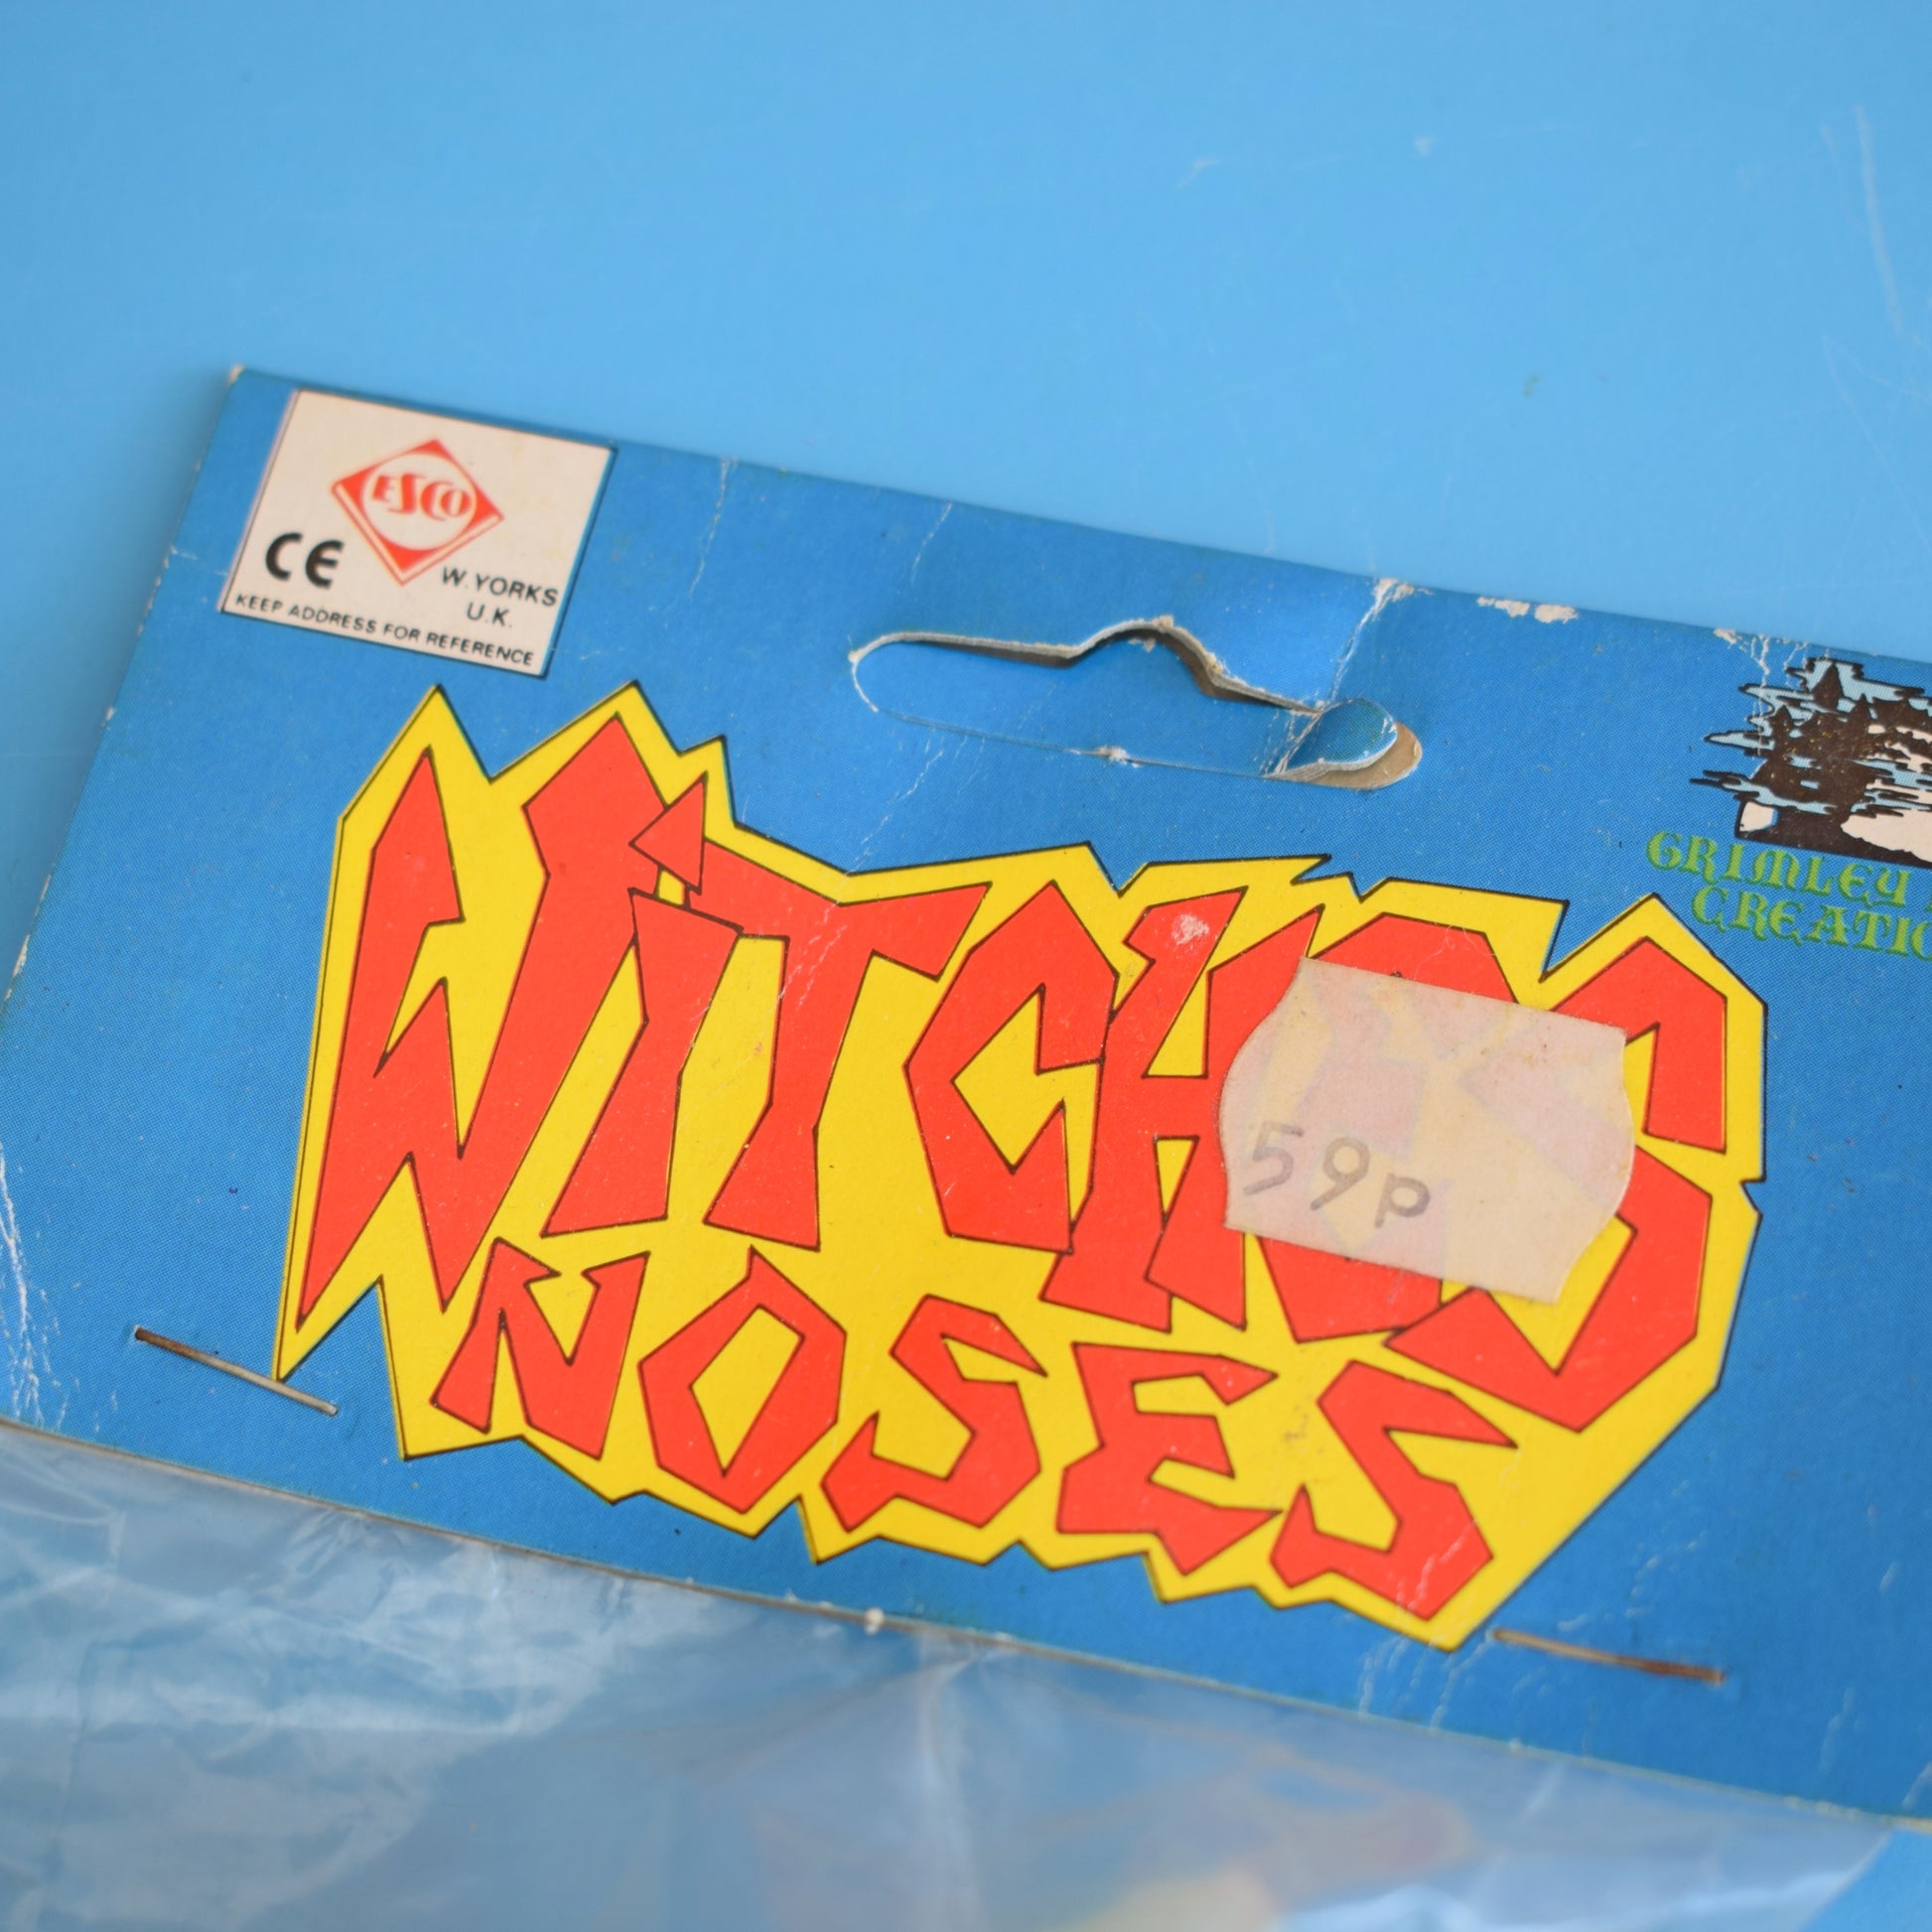 ESCO
CE
W. YORKS
U.K.
KEEP ADDRESS FOR REFERENCE
GRIMLEY
CREATIO
WITCHES
59p
NOSES